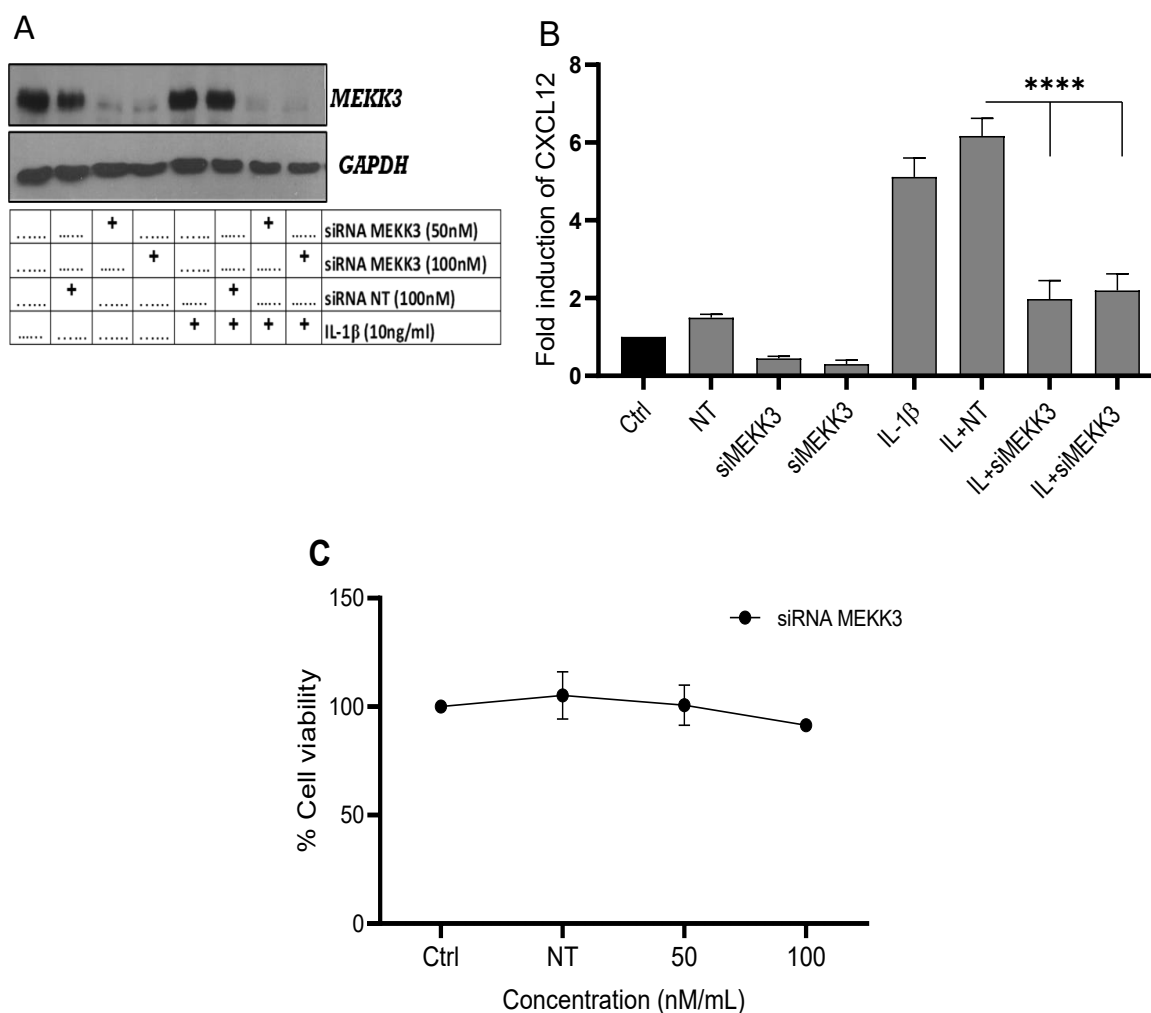 A
MEKK3
GAPDH
+ + siRNA MEKK3 (50nM)
+ + siRNA MEKK3 (100nM)
+ + siRNA NT (100nM)
+ + + + IL-1β (10ng/ml)
B
Fold induction of CXCL12
8
6
4
2
0
****
Ctrl
NT
siMEKK3
siMEKK3
IL-1β
IL+NT
IL+siMEKK3
IL+siMEKK3
C
% Cell viability
150
100
50
0
siRNA MEKK3
Ctrl NT 50 100
Concentration (nM/mL)